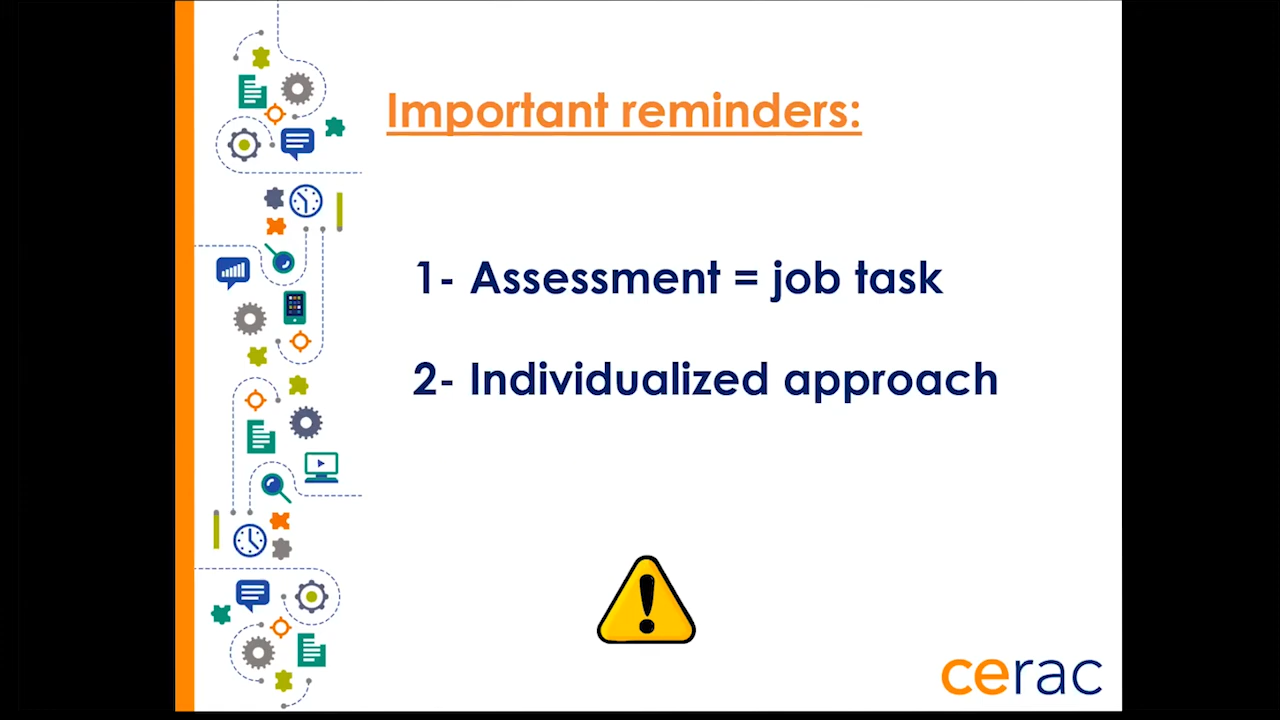 Important reminders:
1- Assessment = job task
2- Individualized approach
cerac